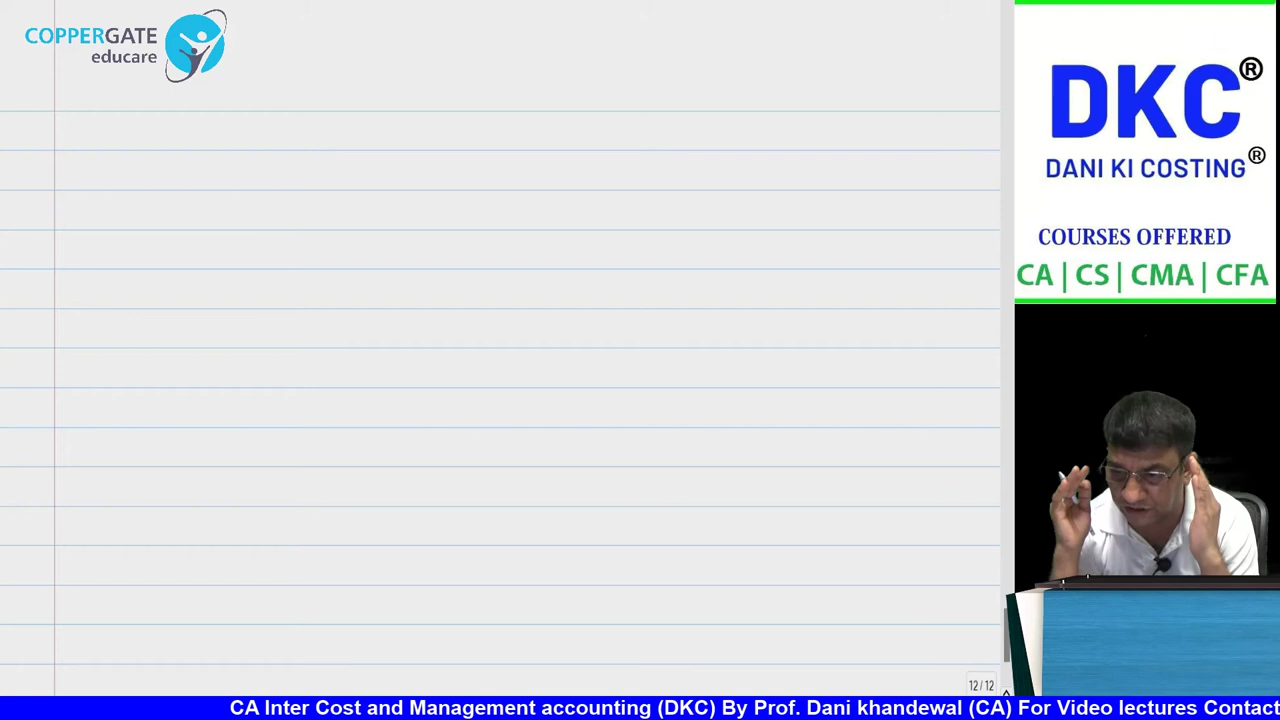 COPPERGATE
educare
DKC®
DANI KI COSTING®
COURSES OFFERED
CA | CS | CMA | CFA
12/12
CA Inter Cost and Management accounting (DKC) By Prof. Dani khandewal (CA) For Video lectures Contact